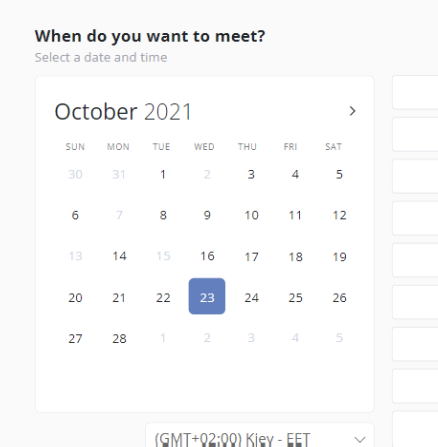 When do you want to meet?
Select a date and time
October 2021
SUN MON TUE WED THU FRI SAT
30 31 1 2 3 4 5
6 7 8 9 10 11 12
13 14 15 16 17 18 19
20 21 22 23 24 25 26
27 28 1 2 3 4 5
(GMT+02:00) Kiev - EET